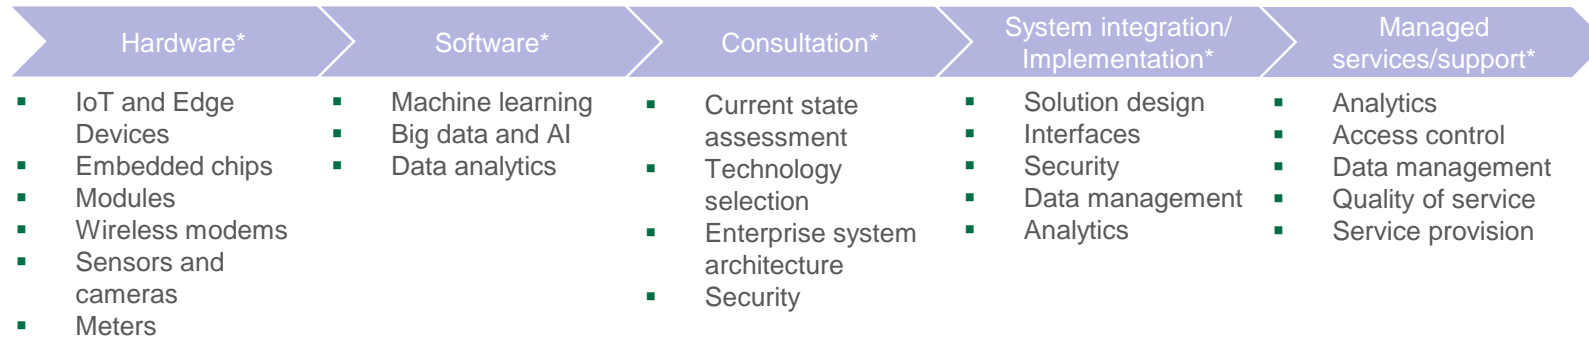 Hardware*
Software*
Consultation*
System integration/
Implementation*
Managed
services/support*
▪ IoT and Edge
Devices
▪ Embedded chips
▪ Modules
▪ Wireless modems
▪ Sensors and
cameras
▪ Meters
▪ Machine learning
▪ Big data and AI
▪ Data analytics
▪ Current state
assessment
▪ Technology
selection
▪ Enterprise system
architecture
▪ Security
▪ Solution design
▪ Interfaces
▪ Security
▪ Data management
▪ Analytics
▪ Analytics
▪ Access control
▪ Data management
▪ Quality of service
▪ Service provision